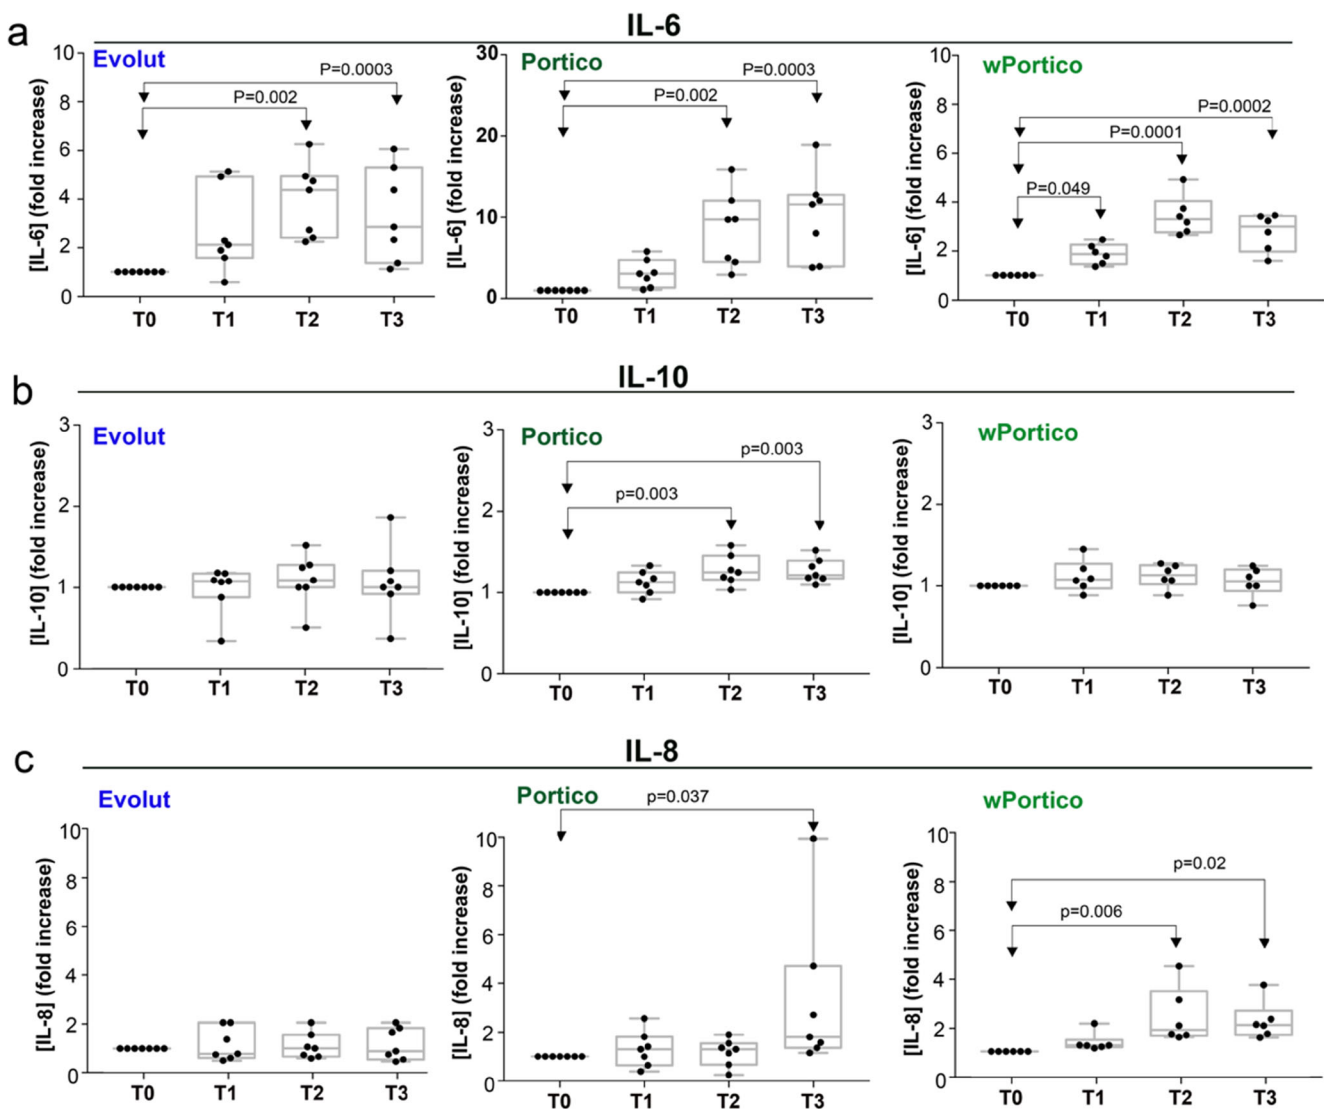 a
IL-6
Evolut
Portico
wPortico
[IL-6] (fold increase)
10
8
6
4
2
0
P=0.0003
P=0.002
T0 T1 T2 T3
[IL-6] (fold increase)
30
20
10
0
P=0.0003
P=0.002
T0 T1 T2 T3
[IL-6] (fold increase)
10
8
6
4
2
0
P=0.0002
P=0.0001
P=0.049
T0 T1 T2 T3
b
IL-10
Evolut
Portico
wPortico
[IL-10] (fold increase)
3
2
1
0
T0 T1 T2 T3
[IL-10] (fold increase)
3
2
1
0
p=0.003
p=0.003
T0 T1 T2 T3
[IL-10] (fold increase)
3
2
1
0
T0 T1 T2 T3
c
IL-8
Evolut
Portico
wPortico
[IL-8] (fold increase)
10
8
6
4
2
0
T0 T1 T2 T3
[IL-8] (fold increase)
10
8
6
4
2
0
p=0.037
T0 T1 T2 T3
[IL-8] (fold increase)
10
8
6
4
2
0
p=0.02
p=0.006
T0 T1 T2 T3